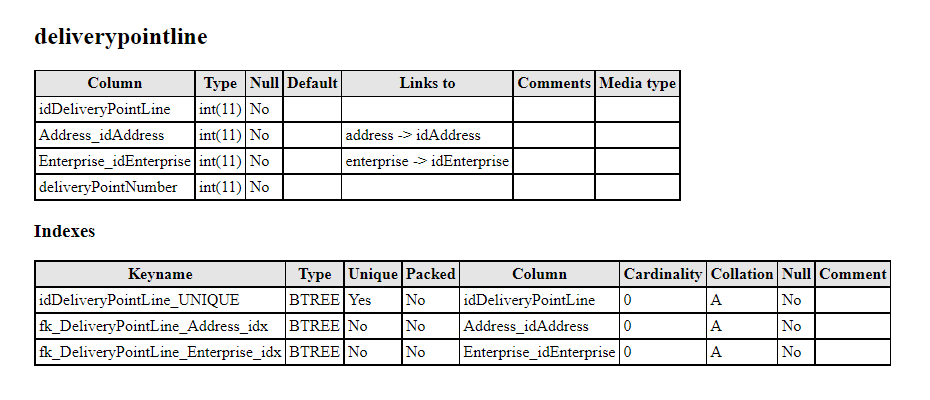 deliverypointline
Column Type Null Default Links to Comments Media type
idDeliveryPointLine int(11) No
Address_idAddress int(11) No address -> idAddress
Enterprise_idEnterprise int(11) No enterprise -> idEnterprise
deliveryPointNumber int(11) No
Indexes
Keyname Type Unique Packed Column Cardinality Collation Null Comment
idDeliveryPointLine_UNIQUE BTREE Yes No idDeliveryPointLine 0 A No
fk_DeliveryPointLine_Address_idx BTREE No No Address_idAddress 0 A No
fk_DeliveryPointLine_Enterprise_idx BTREE No No Enterprise_idEnterprise 0 A No